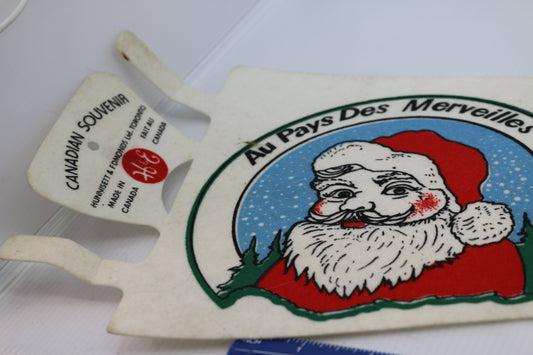 CANADIAN SOUVENIR
HUNNISETT & EDMONDS Ltd. TORONTO
MADE IN
CANADA
H&E
FAIT AU
CANADA
Au Pays Des Merveilles